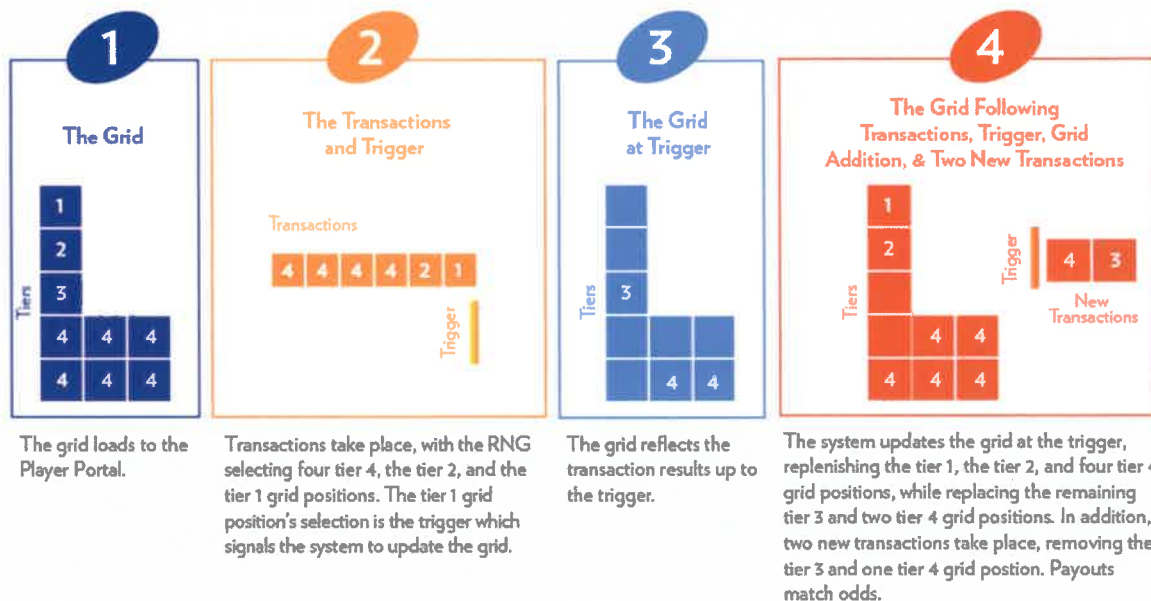 1
The Grid
Tiers
1
2
3
4 4 4
4 4 4
The grid loads to the
Player Portal.
2
The Transactions
and Trigger
Transactions
4 4 4 4 2 1
Trigger
Transactions take place, with the RNG
selecting four tier 4, the tier 2, and the
tier 1 grid positions. The tier 1 grid
position's selection is the trigger which
signals the system to update the grid.
3
The Grid
at Trigger
Tiers
3
4 4
The grid reflects the
transaction results up to
the trigger.
4
The Grid Following
Transactions, Trigger, Grid
Addition, & Two New Transactions
Tiers
1
2
4 4
4 4 4
Trigger
4 3
New
Transactions
The system updates the grid at the trigger,
replenishing the tier 1, the tier 2, and four tier 4
grid positions, while replacing the remaining
tier 3 and two tier 4 grid positions. In addition,
two new transactions take place, removing the
tier 3 and one tier 4 grid postion. Payouts
match odds.